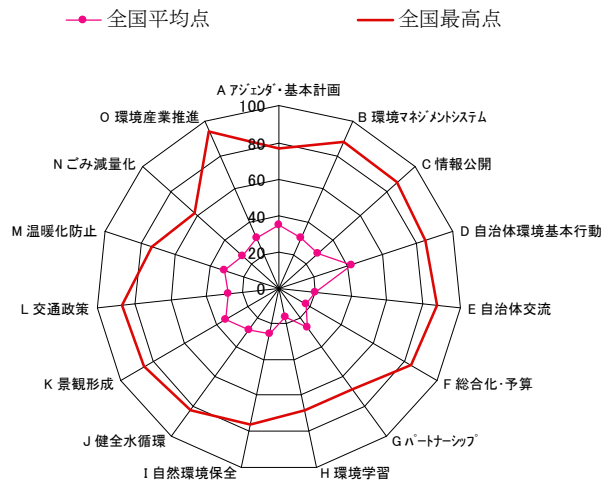 全国平均点
全国最高点
A ｱｼﾞｪﾝﾀﾞ・基本計画
B 環境ﾏﾈｼﾞﾒﾝﾄｼｽﾃﾑ
C 情報公開
D 自治体環境基本行動
E 自治体交流
F 総合化・予算
G ﾊﾟｰﾄﾅｰｼｯﾌﾟ
H 環境学習
I 自然環境保全
J 健全水循環
K 景観形成
L 交通政策
M 温暖化防止
N ごみ減量化
O 環境産業推進
100
80
60
40
20
0